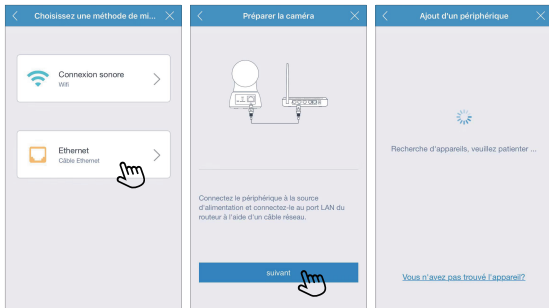 Choisissez une méthode de mi...
Connexion sonore
Wifi
Ethernet
Câble Ethernet
Préparer la caméra
Connectez le périphérique à la source
d'alimentation et connectez-le au port LAN du
routeur à l'aide d'un câble réseau.
suivant
Ajout d'un périphérique
Recherche d'appareils, veuillez patienter ...
Vous n'avez pas trouvé l'appareil?